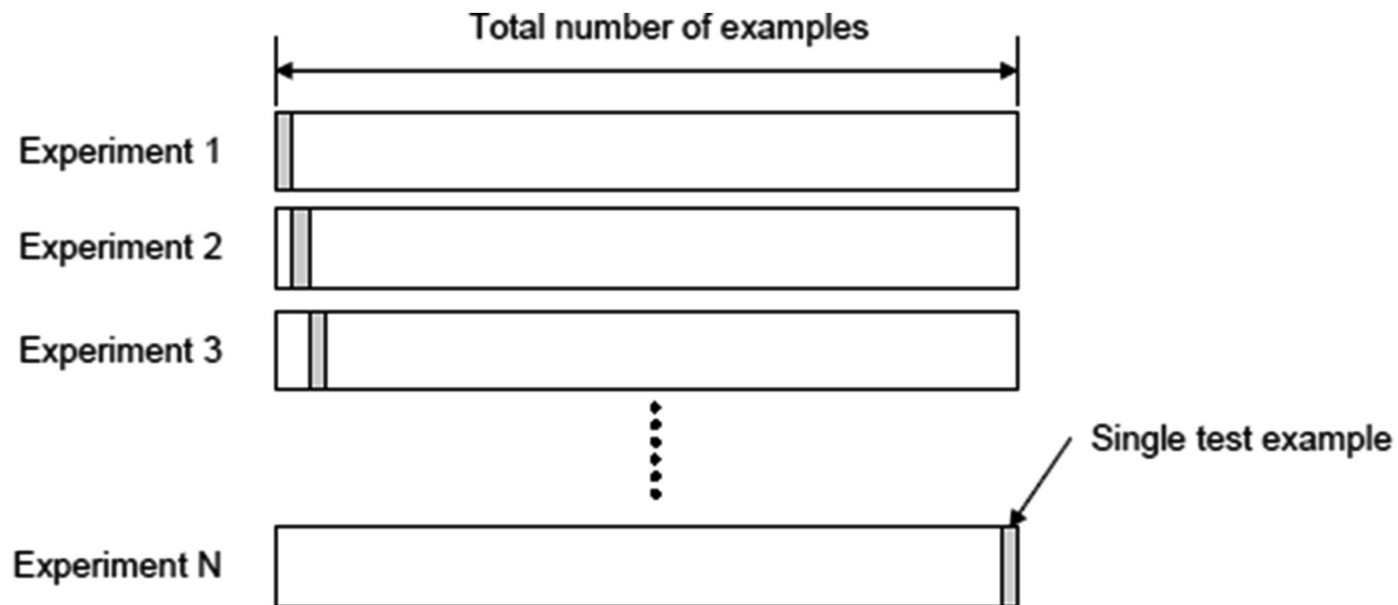 Total number of examples
Experiment 1
Experiment 2
Experiment 3
Single test example
Experiment N